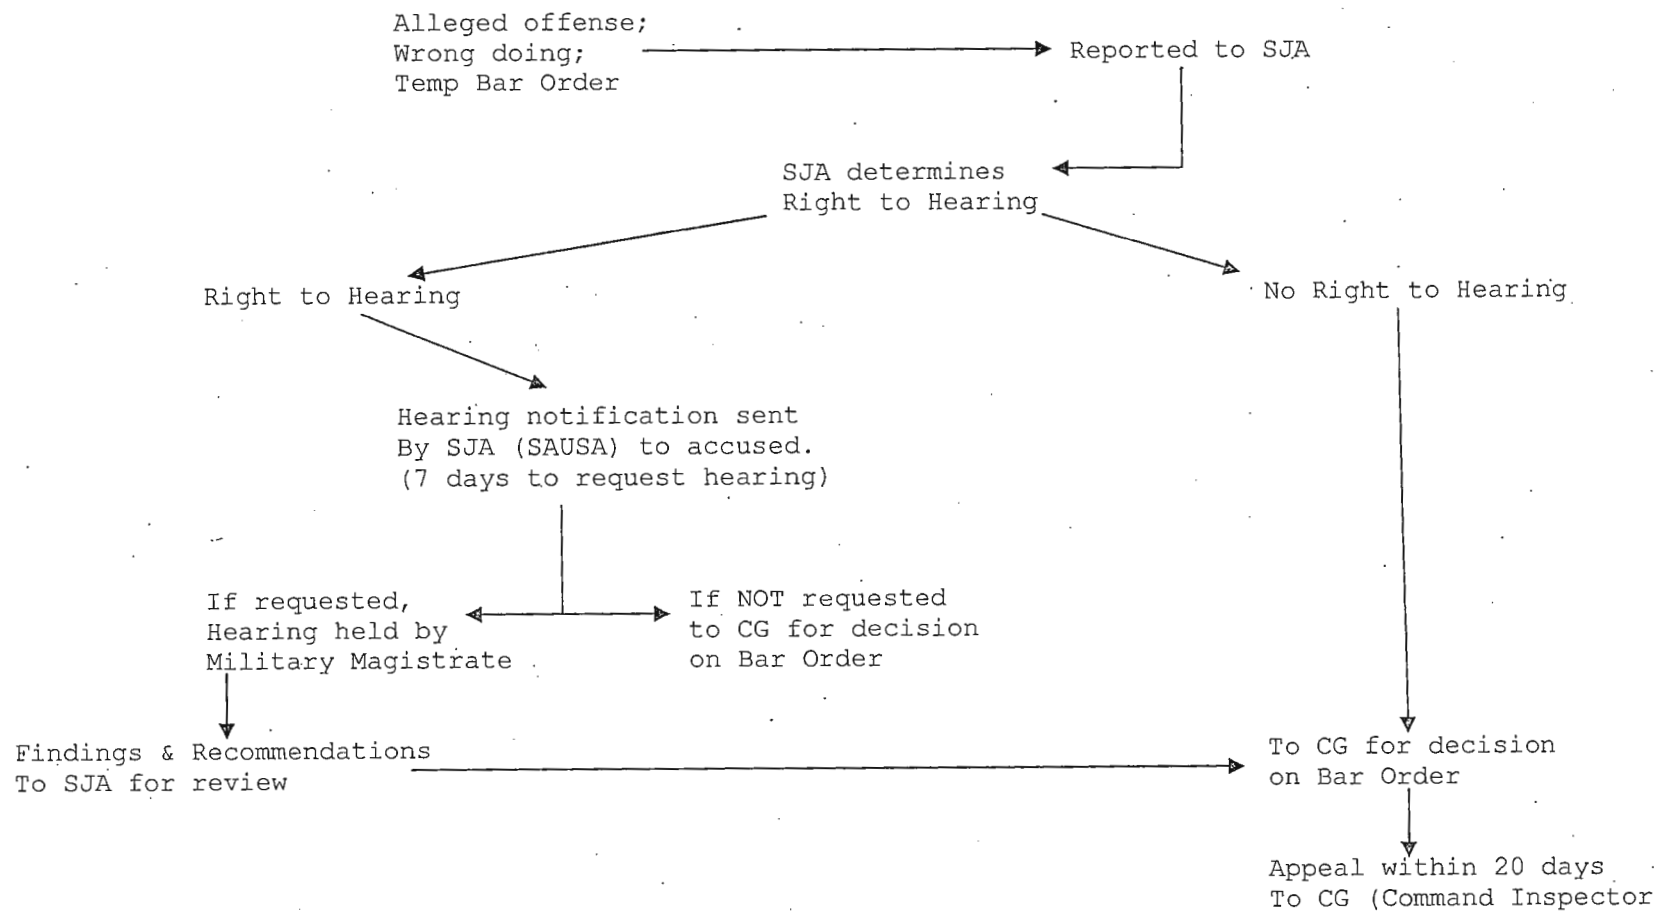 Alleged offense;
Wrong doing;
Temp Bar Order
Reported to SJA
SJA determines
Right to Hearing
Right to Hearing
No Right to Hearing
Hearing notification sent
By SJA (SAUSA) to accused.
(7 days to request hearing)
If requested,
Hearing held by
Military Magistrate
If NOT requested
to CG for decision
on Bar Order
Findings & Recommendations
To SJA for review
To CG for decision
on Bar Order
Appeal within 20 days
To CG (Command Inspector